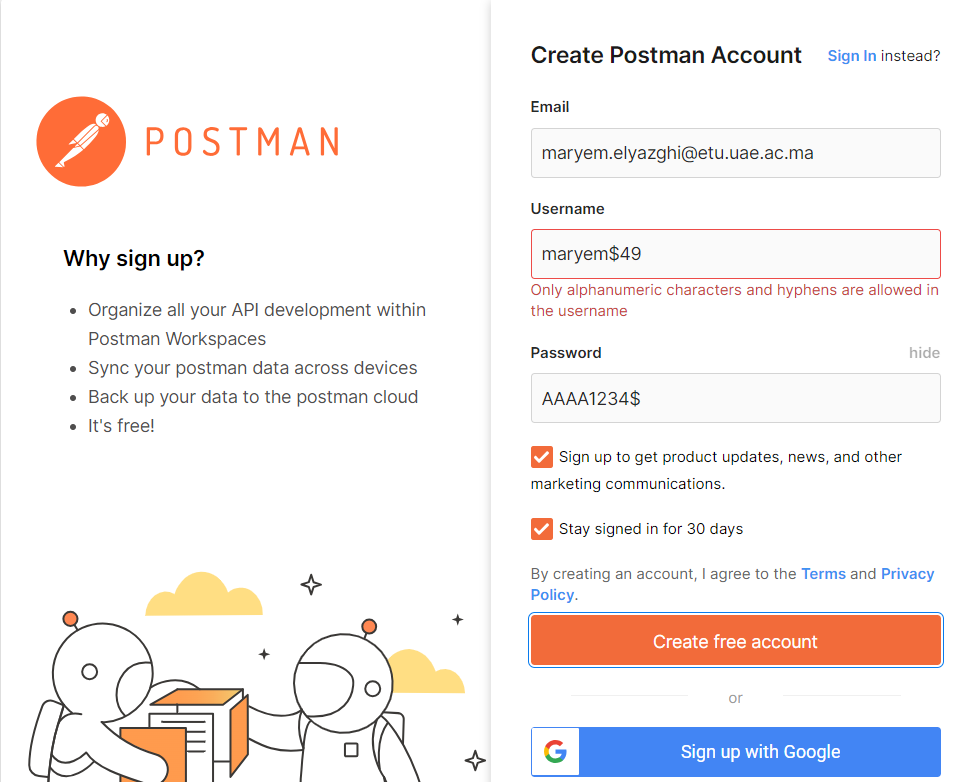 POSTMAN
Why sign up?
Organize all your API development within
Postman Workspaces
Sync your postman data across devices
Back up your data to the postman cloud
It's free!
Create Postman Account
Sign In instead?
Email
maryem.elyazghi@etu.uae.ac.ma
Username
maryem$49
Only alphanumeric characters and hyphens are allowed in
the username
Password
hide
AAAA1234$
Sign up to get product updates, news, and other
marketing communications.
Stay signed in for 30 days
By creating an account, I agree to the Terms and Privacy
Policy.
Create free account
or
Sign up with Google